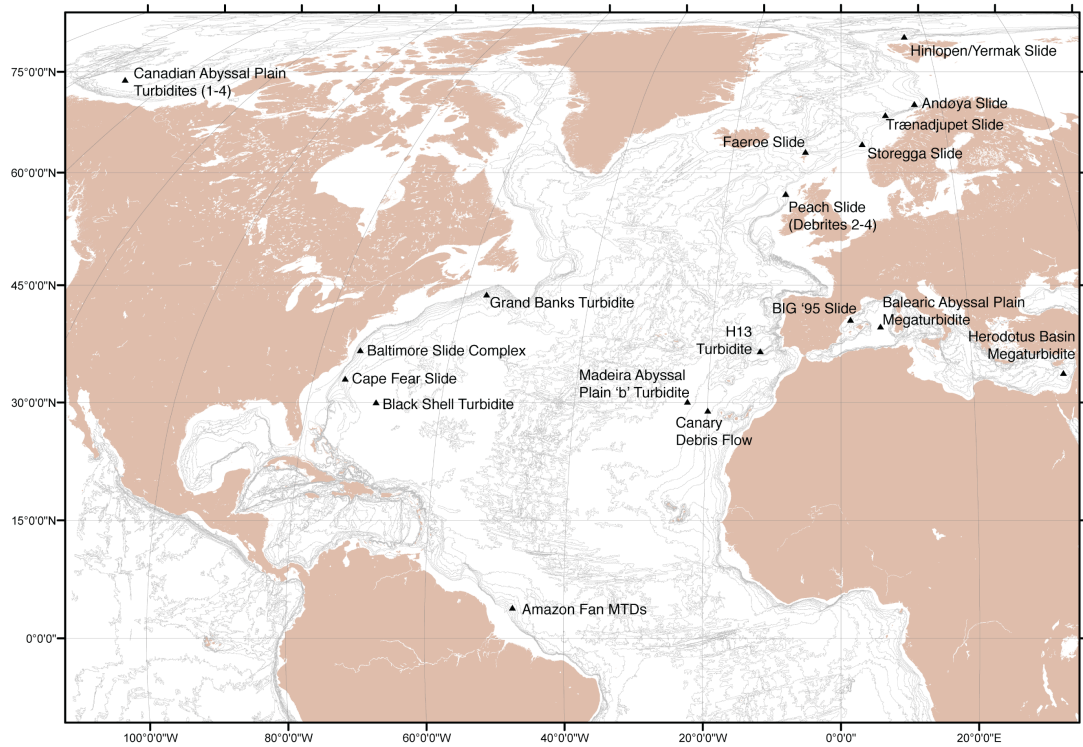 Hinlopen/Yermak Slide
75°0'0"N
Canadian Abyssal Plain
Turbidites (1-4)
Andøya Slide
Trænadjupet Slide
Faeroe Slide
Storegga Slide
60°0'0"N
Peach Slide
(Debrites 2-4)
45°0'0"N
Grand Banks Turbidite
BIG ‘95 Slide
Balearic Abyssal Plain
Megaturbidite
H13
Turbidite
Herodotus Basin
Megaturbidite
Baltimore Slide Complex
Cape Fear Slide
Madeira Abyssal
Plain ‘b’ Turbidite
30°0'0"N
Black Shell Turbidite
Canary
Debris Flow
15°0'0"N
Amazon Fan MTDs
0°0'0"
100°0'0"W
80°0'0"W
60°0'0"W
40°0'0"W
20°0'0"W
0°0'0"
20°0'0"E